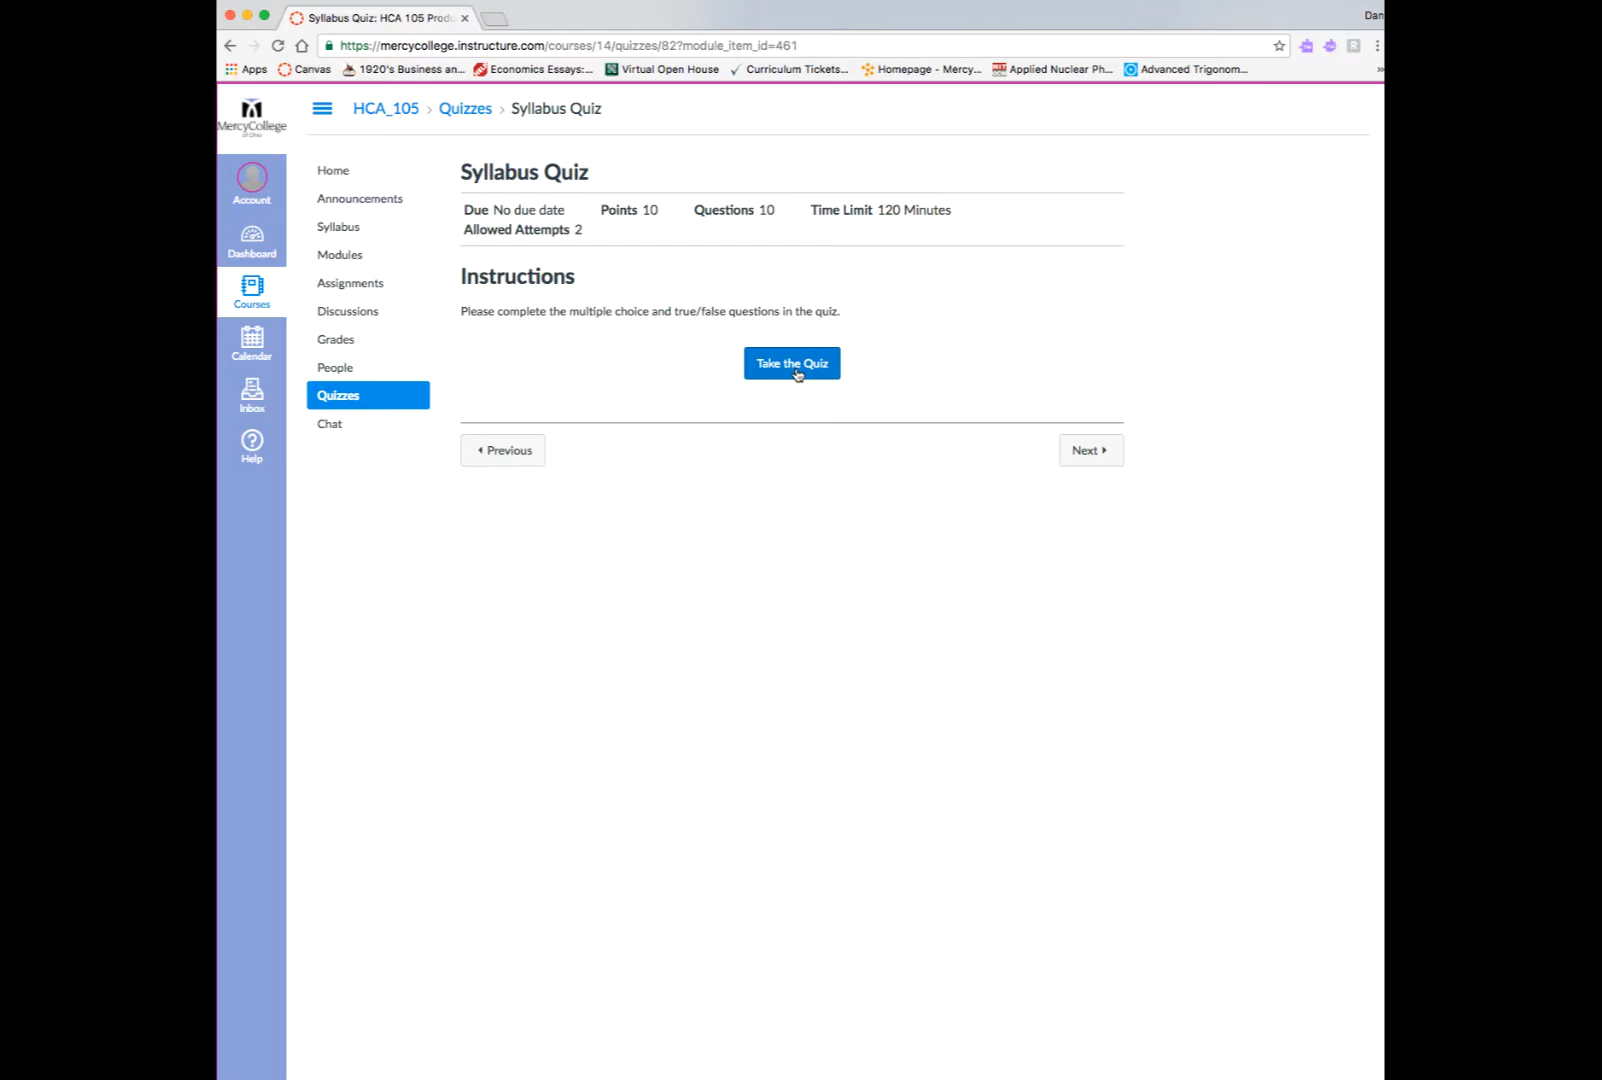 Syllabus Quiz: HCA 105 Produ
Dan
https://mercycollege.instructure.com/courses/14/quizzes/82?module_item_id=461
Apps Canvas 1920's Business an... Economics Essays:... Virtual Open House Curriculum Tickets... Homepage - Mercy... Applied Nuclear Ph... Advanced Trigonom... »
MercyCollege
of Ohio
HCA_105 › Quizzes › Syllabus Quiz
Account
Dashboard
Courses
Calendar
Inbox
Help
Home
Announcements
Syllabus
Modules
Assignments
Discussions
Grades
People
Quizzes
Chat
Syllabus Quiz
Due No due date Points 10 Questions 10 Time Limit 120 Minutes
Allowed Attempts 2
Instructions
Please complete the multiple choice and true/false questions in the quiz.
Take the Quiz
Previous Next